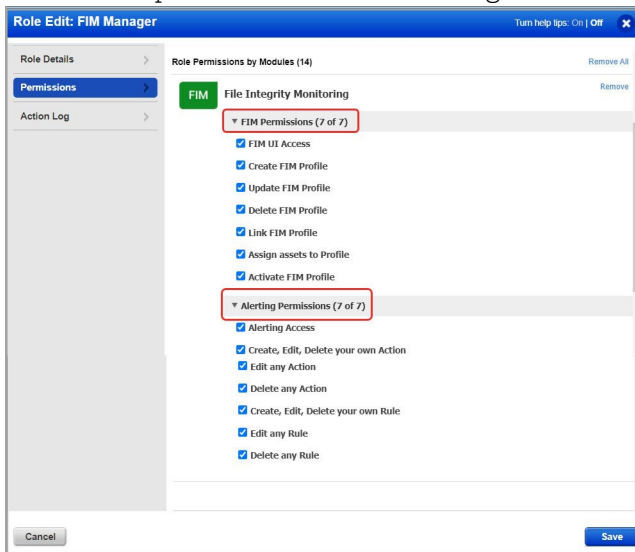 Role Edit: FIM Manager
Turn help tips: On | Off
Role Details
Permissions
Action Log
Role Permissions by Modules (14)
Remove All
FIM
File Integrity Monitoring
Remove
▼ FIM Permissions (7 of 7)
FIM UI Access
Create FIM Profile
Update FIM Profile
Delete FIM Profile
Link FIM Profile
Assign assets to Profile
Activate FIM Profile
▼ Alerting Permissions (7 of 7)
Alerting Access
Create, Edit, Delete your own Action
Edit any Action
Delete any Action
Create, Edit, Delete your own Rule
Edit any Rule
Delete any Rule
Cancel
Save